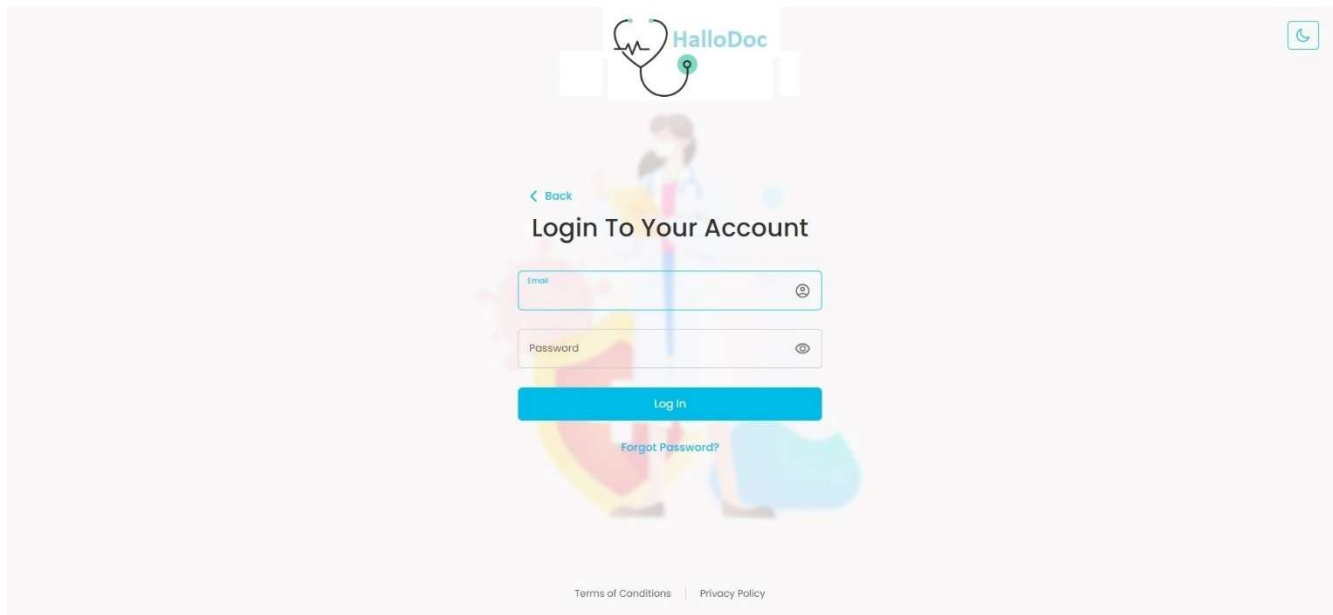 HalloDoc
Back
Login To Your Account
Email
Password
Log In
Forgot Password?
Terms of Conditions
Privacy Policy